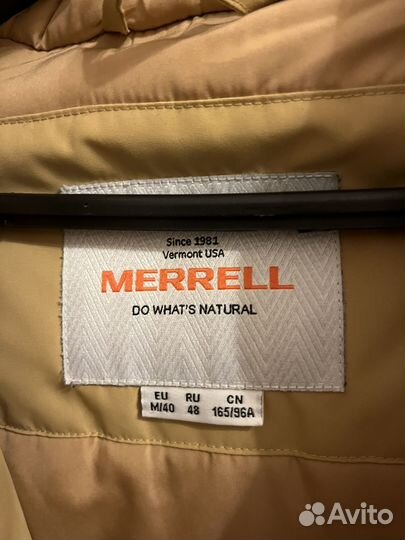 Since 1981
Vermont USA
MERRELL
DO WHAT'S NATURAL
EU RU CN
M/40 48 165/96A
Avito